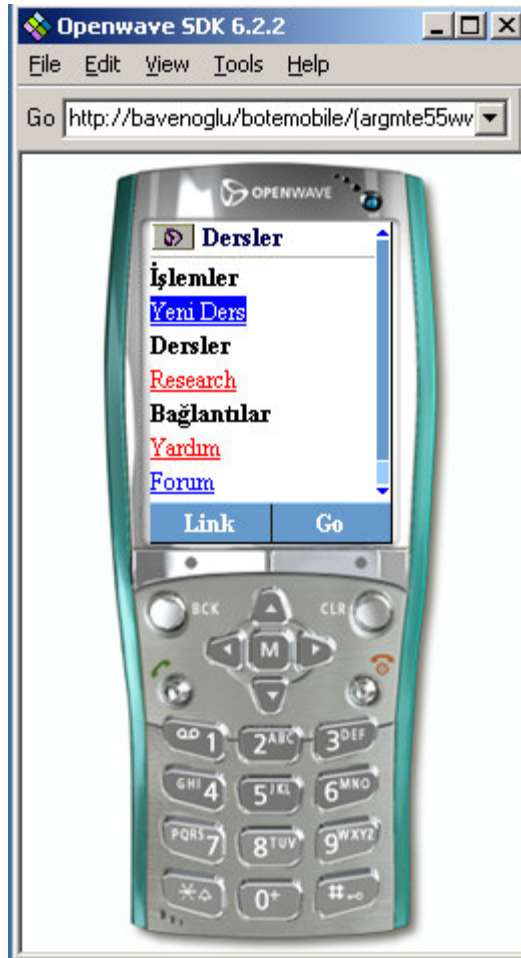 Openwave SDK 6.2.2
File Edit View Tools Help
Go http://bavenoglu/botemobile/(argmte55wv
OPENWAVE
Dersler
İşlemler
Yeni Ders
Dersler
Research
Bağlantılar
Yardım
Forum
Link Go
BCK CLR
M
1 2ABC 3DEF
GHI4 5JKL 6MNO
PQRS7 8TUV 9WXYZ
* 0+ #